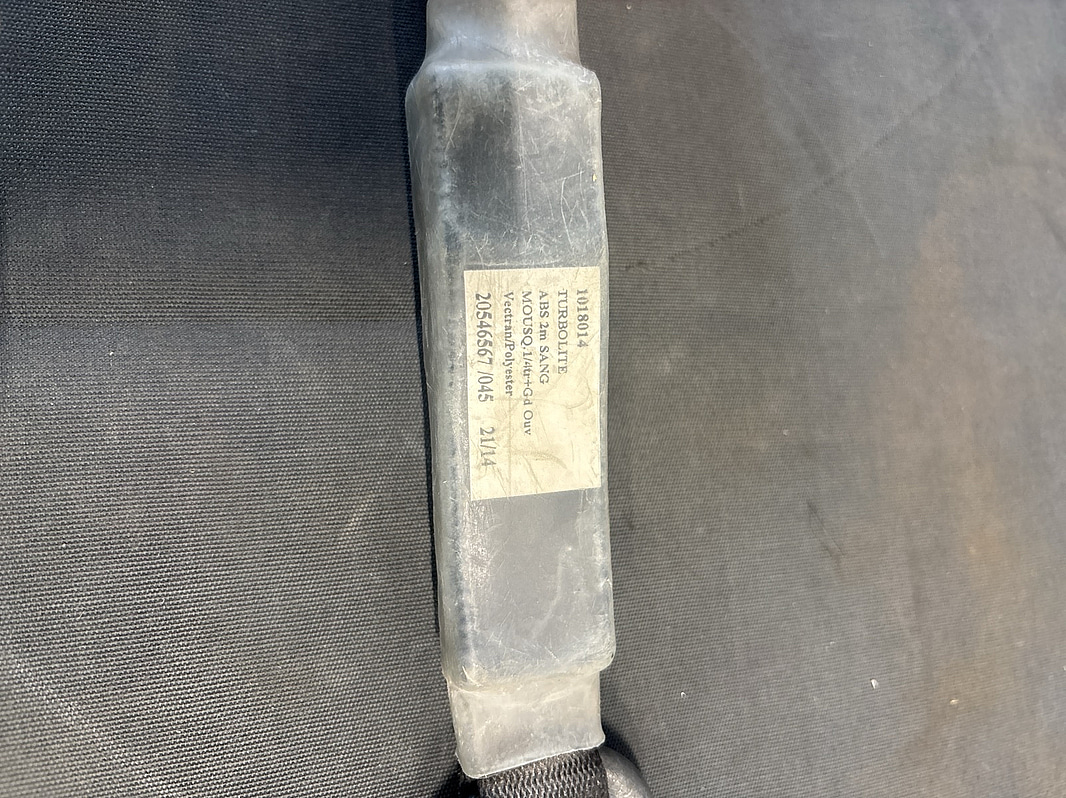 1018014
TURBOLITE
ABS 2m SANG
MOUSQ.1/4tr+Gd Ouv
Vectran/Polyester
20546567 /045 21/14